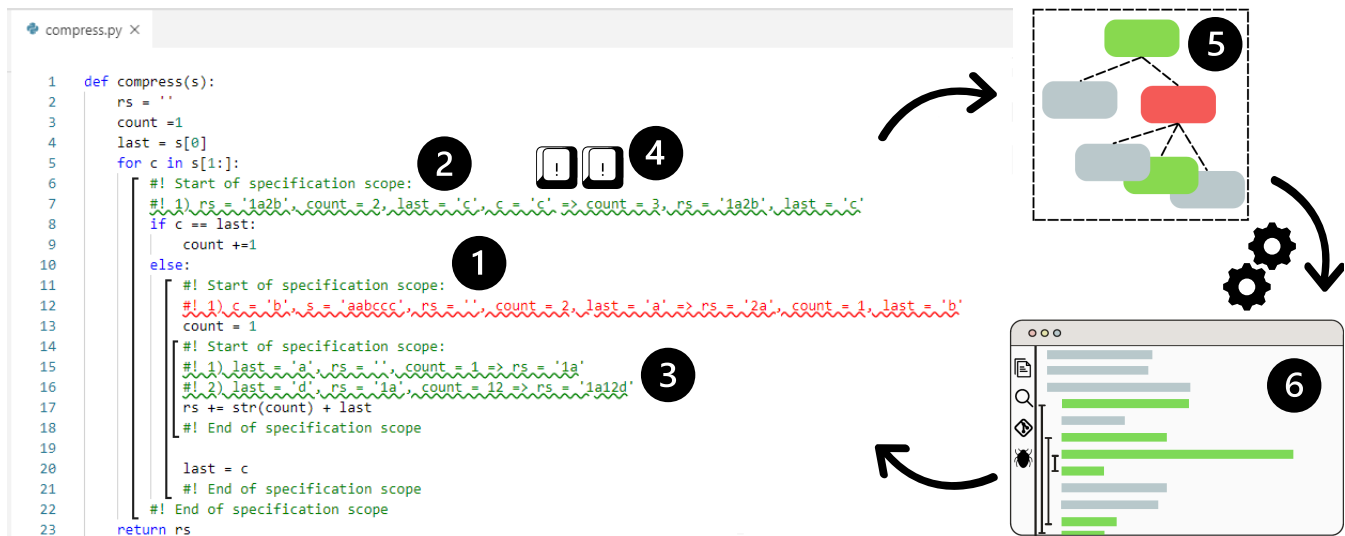 compress.py ×
1 def compress(s):
2 rs = ''
3 count =1
4 last = s[0]
5 for c in s[1:]:
6 #! Start of specification scope:
7 #! 1) rs = '1a2b', count = 2, last = 'c', c = 'c' => count = 3, rs = '1a2b', last = 'c'
8 if c == last:
9 count +=1
10 else:
11 #! Start of specification scope:
12 #! 1) c = 'b', s = 'aabccc', rs = '', count = 2, last = 'a' => rs = '2a', count = 1, last = 'b'
13 count = 1
14 #! Start of specification scope:
15 #! 1) last = 'a', rs = '', count = 1 => rs = '1a'
16 #! 2) last = 'd', rs = '1a', count = 12 => rs = '1a12d'
17 rs += str(count) + last
18 #! End of specification scope
19
20 last = c
21 #! End of specification scope
22 #! End of specification scope
23 return rs
2
! ! 4
1
3
5
6